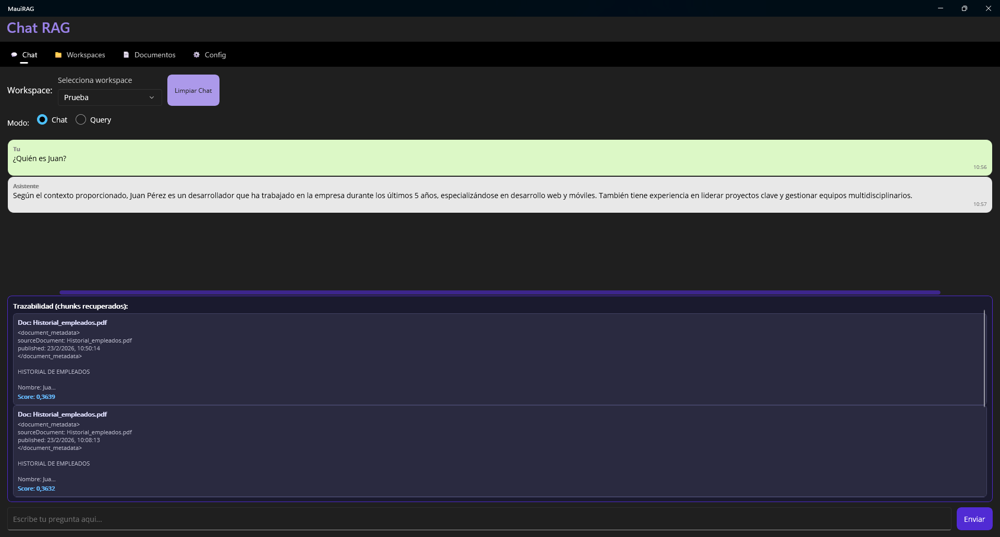 MauiRAG
Chat RAG
Chat
Workspaces
Documentos
Config
Workspace:
Selecciona workspace
Prueba
Limpiar Chat
Modo:
Chat
Query
Tu
¿Quién es Juan?
10:56
Asistente
Según el contexto proporcionado, Juan Pérez es un desarrollador que ha trabajado en la empresa durante los últimos 5 años, especializándose en desarrollo web y móviles. También tiene experiencia en liderar proyectos clave y gestionar equipos multidisciplinarios.
10:57
Trazabilidad (chunks recuperados):
Doc: Historial_empleados.pdf
<document_metadata>
sourceDocument: Historial_empleados.pdf
published: 23/2/2026, 10:50:14
</document_metadata>
HISTORIAL DE EMPLEADOS
Nombre: Jua...
Score: 0,3639
Doc: Historial_empleados.pdf
<document_metadata>
sourceDocument: Historial_empleados.pdf
published: 23/2/2026, 10:08:13
</document_metadata>
HISTORIAL DE EMPLEADOS
Nombre: Jua...
Score: 0,3632
Escribe tu pregunta aqui...
Enviar